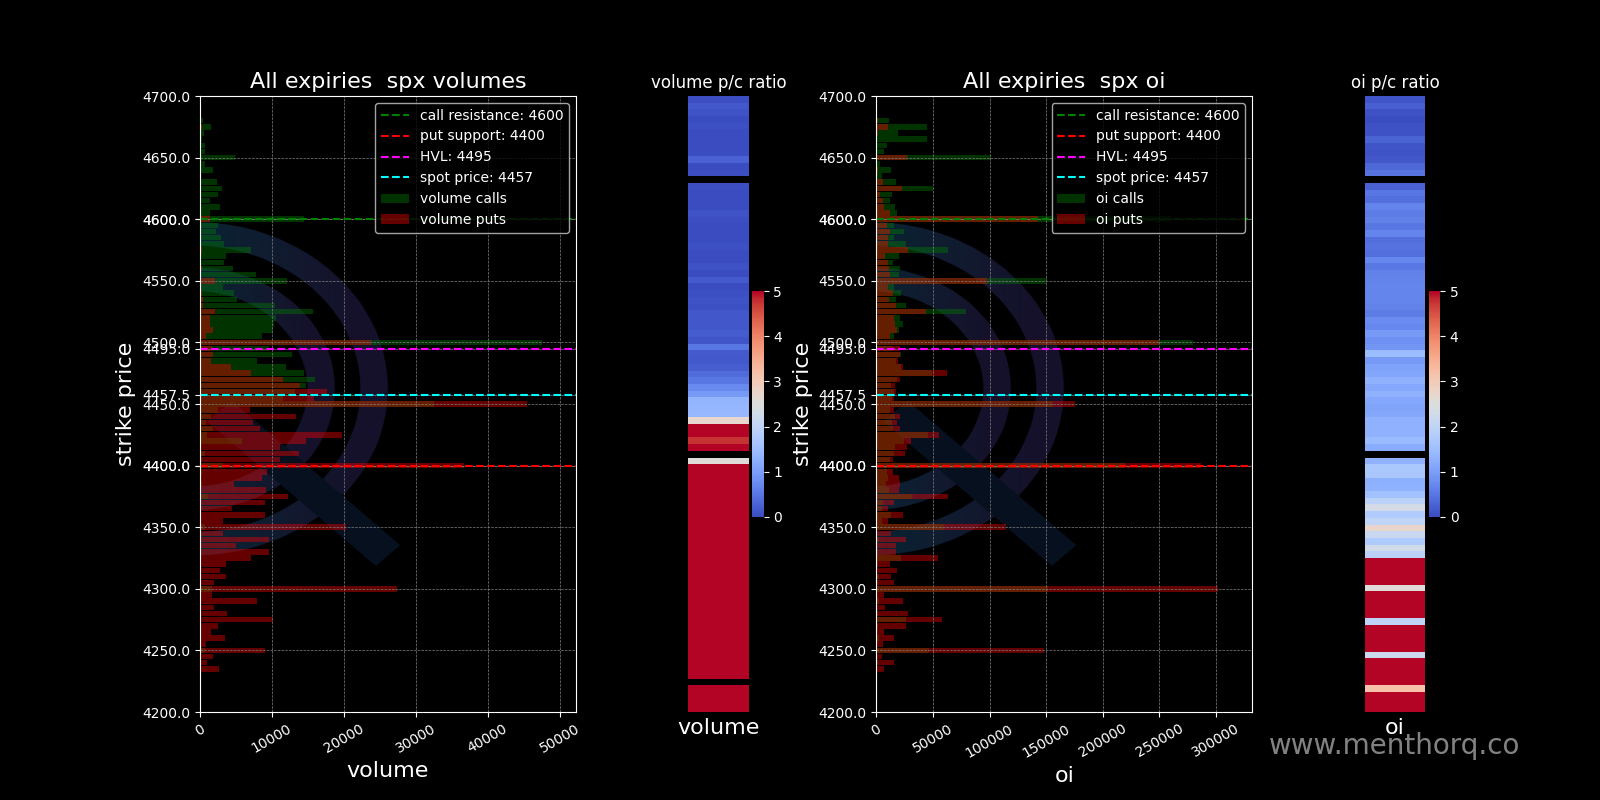 All expiries  spx volumes
4700.0
4650.0
4600.0
4550.0
4500.0
4495.0
4457.5
4450.0
4400.0
4350.0
4300.0
4250.0
4200.0
strike price
call resistance: 4600
put support: 4400
HVL: 4495
spot price: 4457
volume calls
volume puts
0
10000
20000
30000
40000
50000
volume
volume p/c ratio
5
4
3
2
1
0
volume
All expiries  spx oi
4700.0
4650.0
4600.0
4550.0
4500.0
4495.0
4457.5
4450.0
4400.0
4350.0
4300.0
4250.0
4200.0
strike price
call resistance: 4600
put support: 4400
HVL: 4495
spot price: 4457
oi calls
oi puts
0
50000
100000
150000
200000
250000
300000
oi
oi p/c ratio
5
4
3
2
1
0
oi
www.menthorq.co